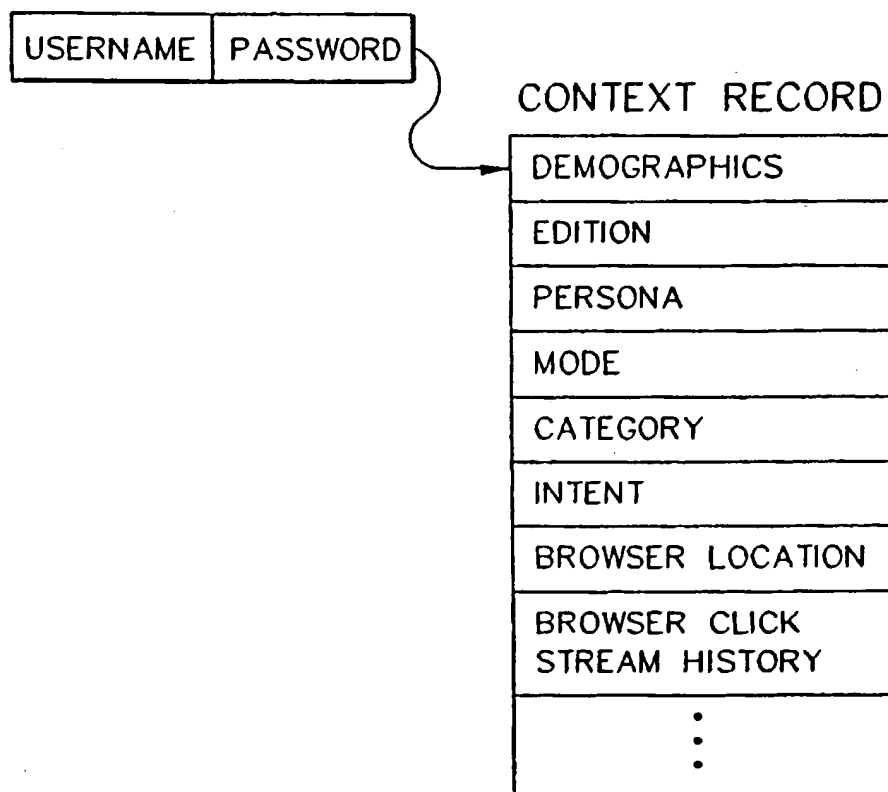 USERNAME PASSWORD
CONTEXT RECORD
DEMOGRAPHICS
EDITION
PERSONA
MODE
CATEGORY
INTENT
BROWSER LOCATION
BROWSER CLICK
STREAM HISTORY